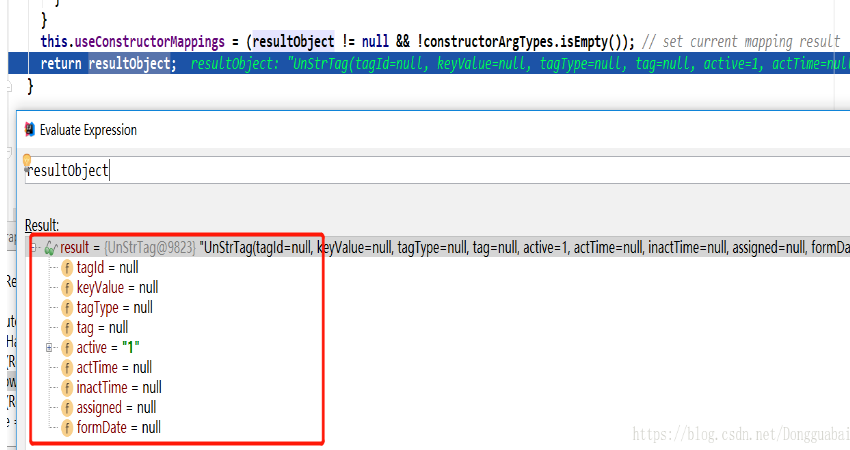 }
}
this.useConstructorMappings = (resultObject != null && !constructorArgTypes.isEmpty()); // set current mapping result
return resultObject; resultObject: "UnStrTag(tagId=null, keyValue=null, tagType=null, tag=null, active=1, actTime=nul
}
Evaluate Expression
resultObject
Result:
result = {UnStrTag@9823} "UnStrTag(tagId=null, keyValue=null, tagType=null, tag=null, active=1, actTime=null, inactTime=null, assigned=null, formDa
f tagId = null
f keyValue = null
f tagType = null
f tag = null
f active = "1"
f actTime = null
f inactTime = null
f assigned = null
f formDate = null
https://blog.csdn.net/Dongguabai